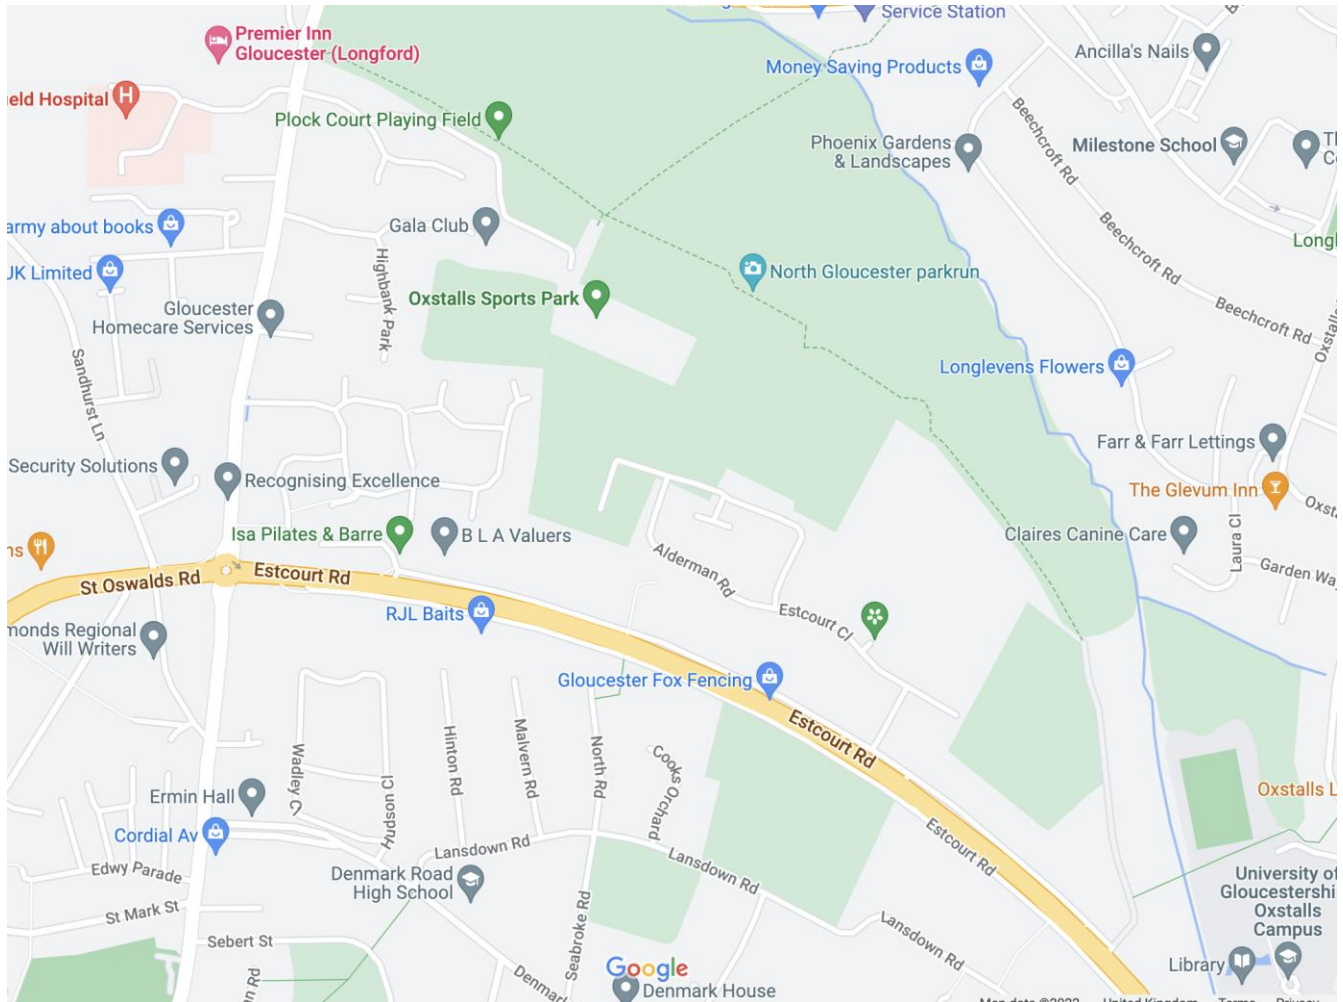 Service Station
Premier Inn
Gloucester (Longford)
Ancilla's Nails
Money Saving Products
eld Hospital
H
Plock Court Playing Field
Beechcroft Rd
Phoenix Gardens
& Landscapes
Milestone School
army about books
Gala Club
Beechcroft Rd
Longl
JK Limited
Highbank Park
North Gloucester parkrun
Oxstalls Sports Park
Gloucester
Homecare Services
Beechcroft Rd
Oxstalls
Sandhurst Ln
Longlevens Flowers
Farr & Farr Lettings
Security Solutions
Recognising Excellence
The Glevum Inn
Oxsta
Isa Pilates & Barre
B L A Valuers
Claires Canine Care
Laura Cl
ns
Alderman Rd
Garden Way
St Oswalds Rd
Estcourt Rd
RJL Baits
Estcourt Cl
monds Regional
Will Writers
Gloucester Fox Fencing
Hinton Rd
Malvern Rd
North Rd
Estcourt Rd
Wadley Cl
Cooks Orchard
Hudson Cl
Ermin Hall
Oxstalls L
Cordial Av
Estcourt Rd
Lansdown Rd
Edwy Parade
Denmark Road
High School
Lansdown Rd
University of
Gloucestershi
Oxstalls
Campus
St Mark St
Seabroke Rd
Lansdown Rd
Sebert St
Library
Google
Denmark House